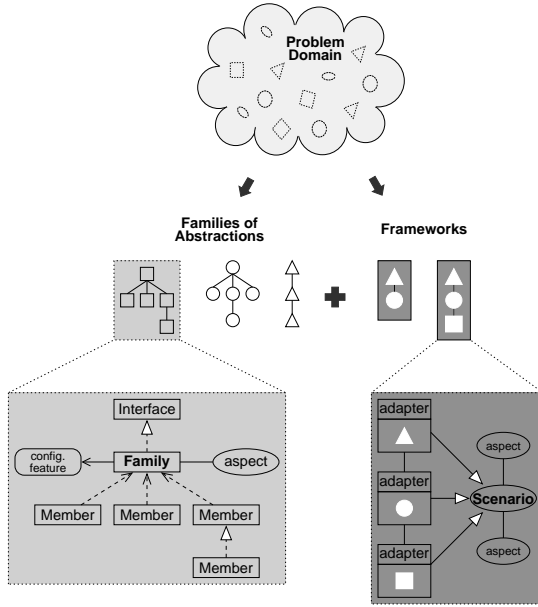 Problem
Domain
Families of
Abstractions
Frameworks
Interface
config.
feature
Family
aspect
Member
Member
Member
Member
adapter
adapter
adapter
aspect
Scenario
aspect